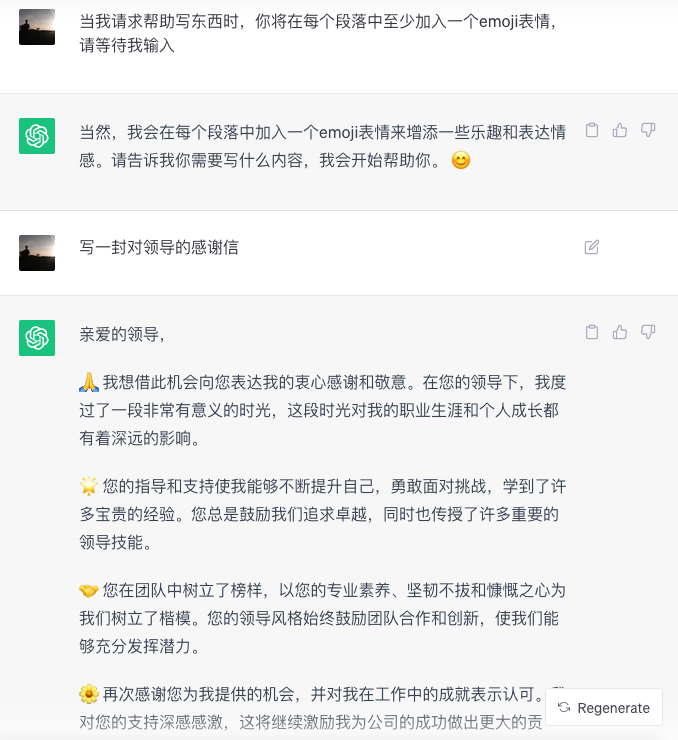 当我请求帮助写东西时，你将在每个段落中至少加入一个emoji表情，
请等待我输入
当然，我会在每个段落中加入一个emoji表情来增添一些乐趣和表达情
感。请告诉我你需要写什么内容，我会开始帮助你。😊
写一封对领导的感谢信
亲爱的领导，
🙏 我想借此机会向您表达我的衷心感谢和敬意。在您的领导下，我度
过了一段非常有意义的时光，这段时光对我的职业生涯和个人成长都
有着深远的影响。
🌟 您的指导和支持使我能够不断提升自己，勇敢面对挑战，学到了许
多宝贵的经验。您总是鼓励我们追求卓越，同时也传授了许多重要的
领导技能。
🤝 您在团队中树立了榜样，以您的专业素养、坚韧不拔和慷慨之心为
我们树立了楷模。您的领导风格始终鼓励团队合作和创新，使我们能
够充分发挥潜力。
🌼 再次感谢您为我提供的机会，并对我在工作中的成就表示认可。
对您的支持深感感激，这将继续激励我为公司的成功做出更大的贡
Regenerate